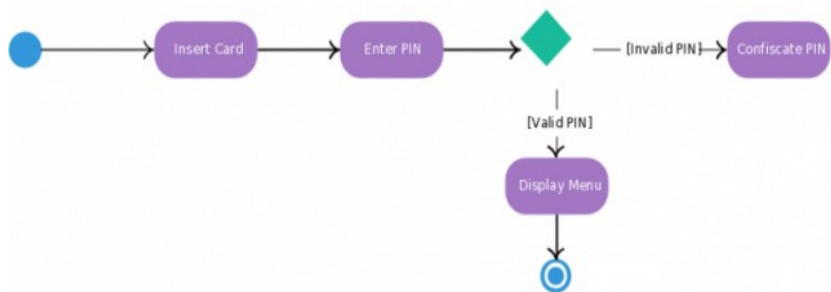 Insert Card
Enter PIN
[Invalid PIN]
Confiscate PIN
[Valid PIN]
Display Menu